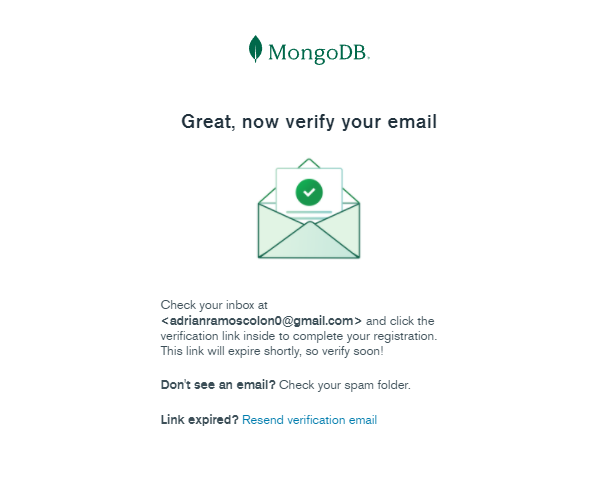 MongoDB.
Great, now verify your email
Check your inbox at
<adrianramoscolon0@gmail.com> and click the
verification link inside to complete your registration.
This link will expire shortly, so verify soon!
Don't see an email? Check your spam folder.
Link expired? Resend verification email